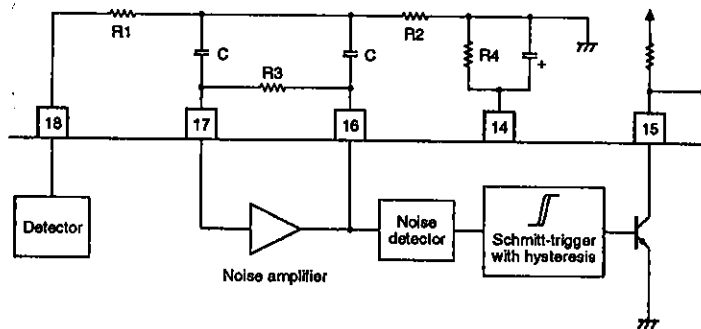 R1
R2
C
C
R3
R4
+
18
17
16
14
15
Detector
Noise amplifier
Noise
detector
Schmitt-trigger
with hysteresis